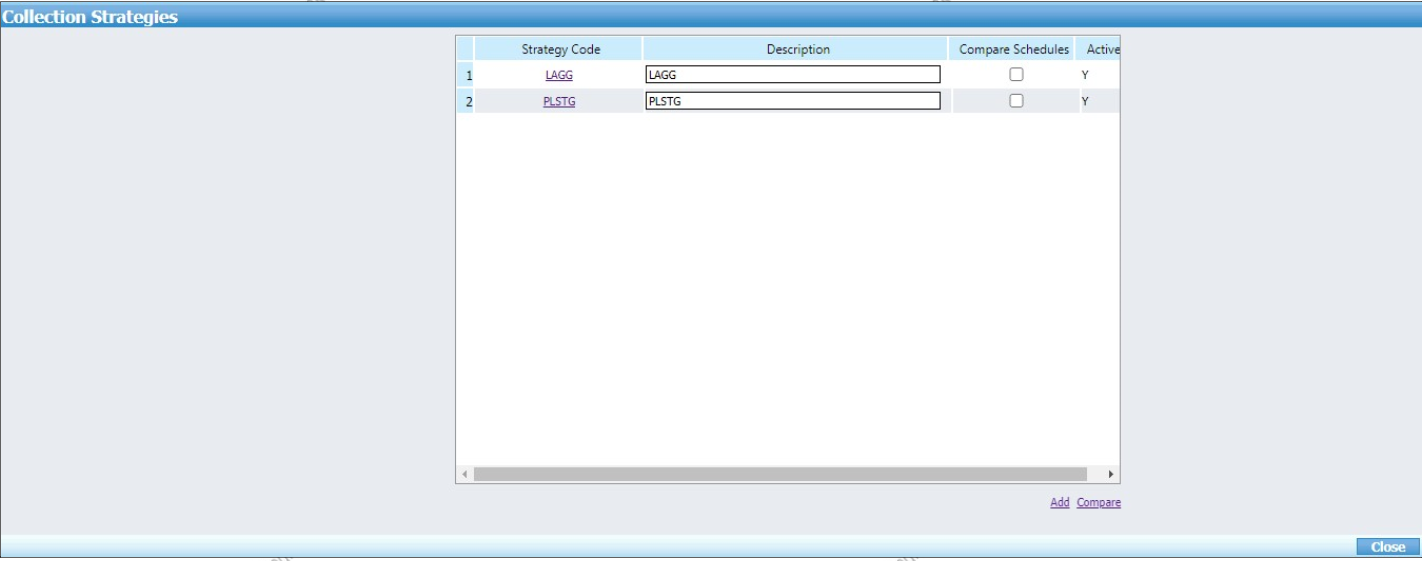 Collection Strategies
Strategy Code Description Compare Schedules Active
1 LAGG LAGG Y
2 PLSTG PLSTG Y
Add Compare
Close